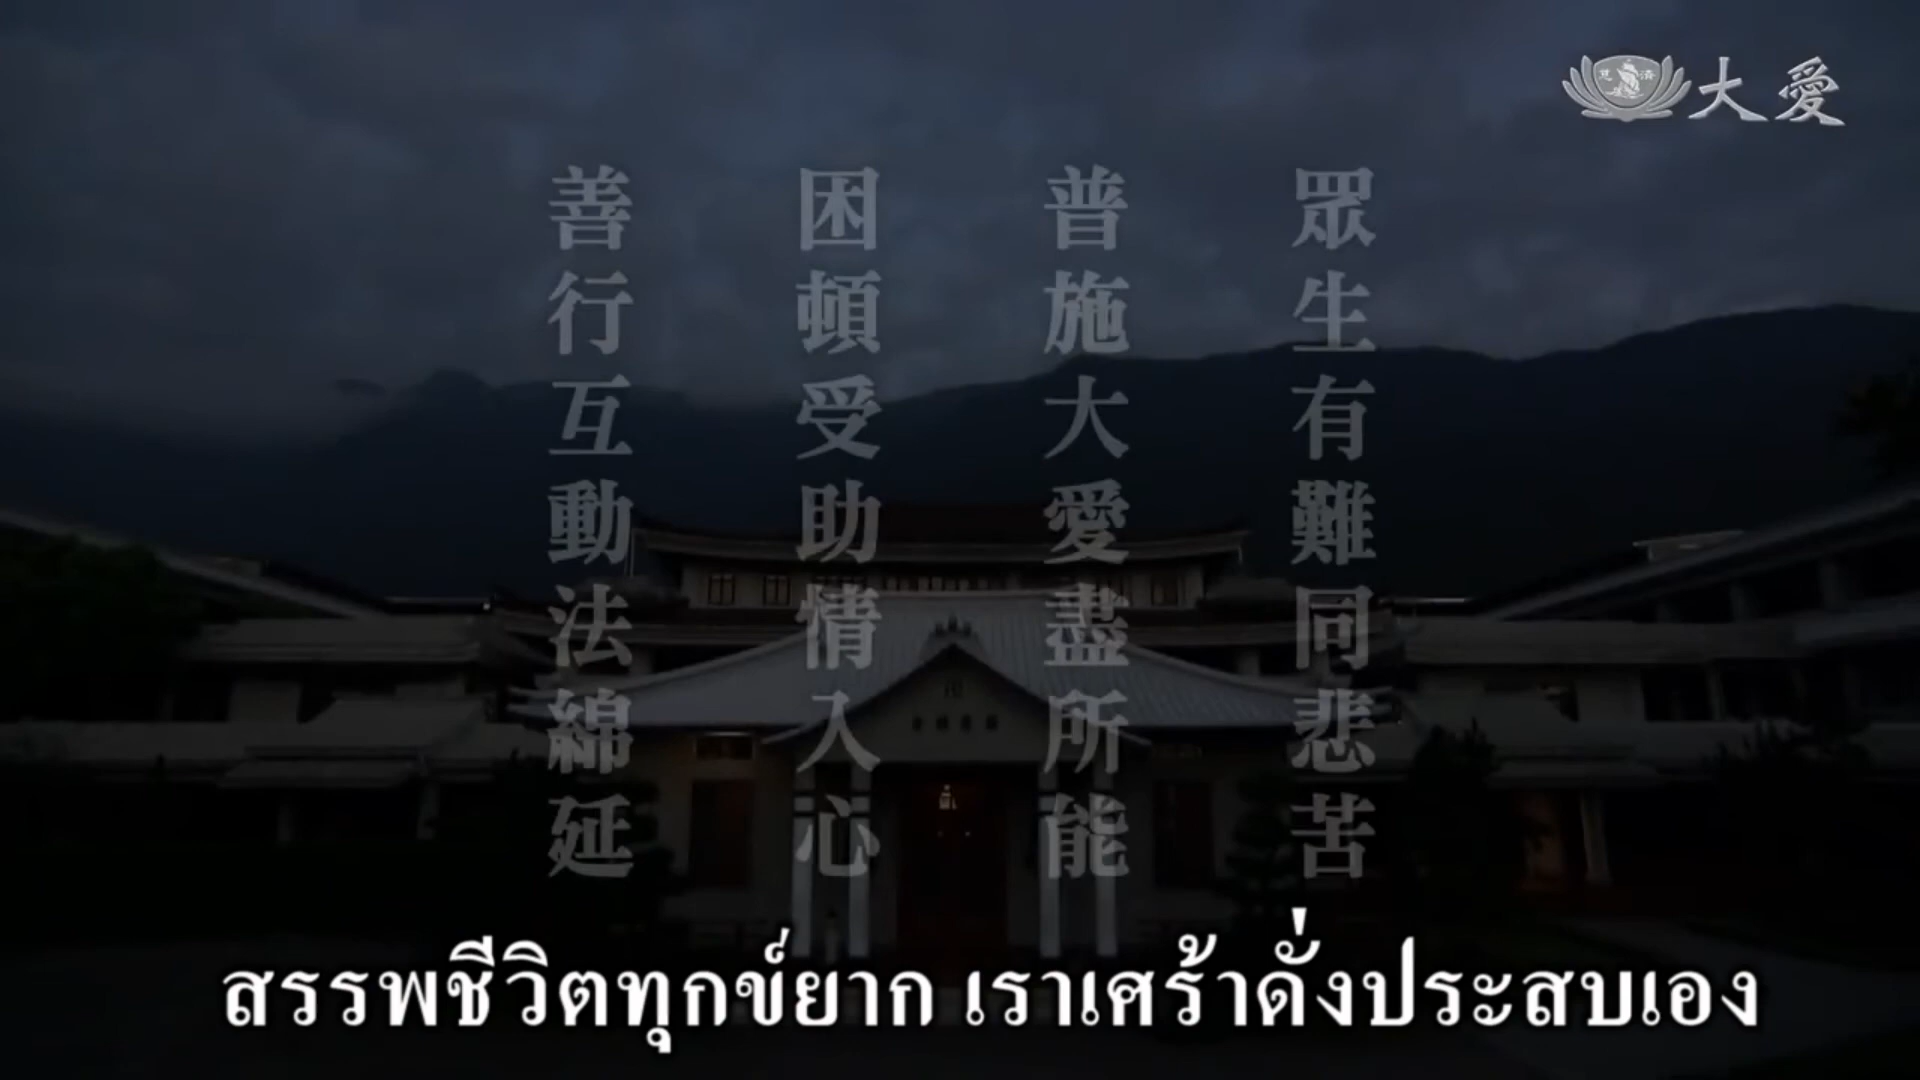 大愛
眾生有難同悲苦
普施大愛盡所能
困頓受助情入心
善行互動法綿延
สรรพชีวิตทุกข์ยาก เราเศร้าดั่งประสบเอง